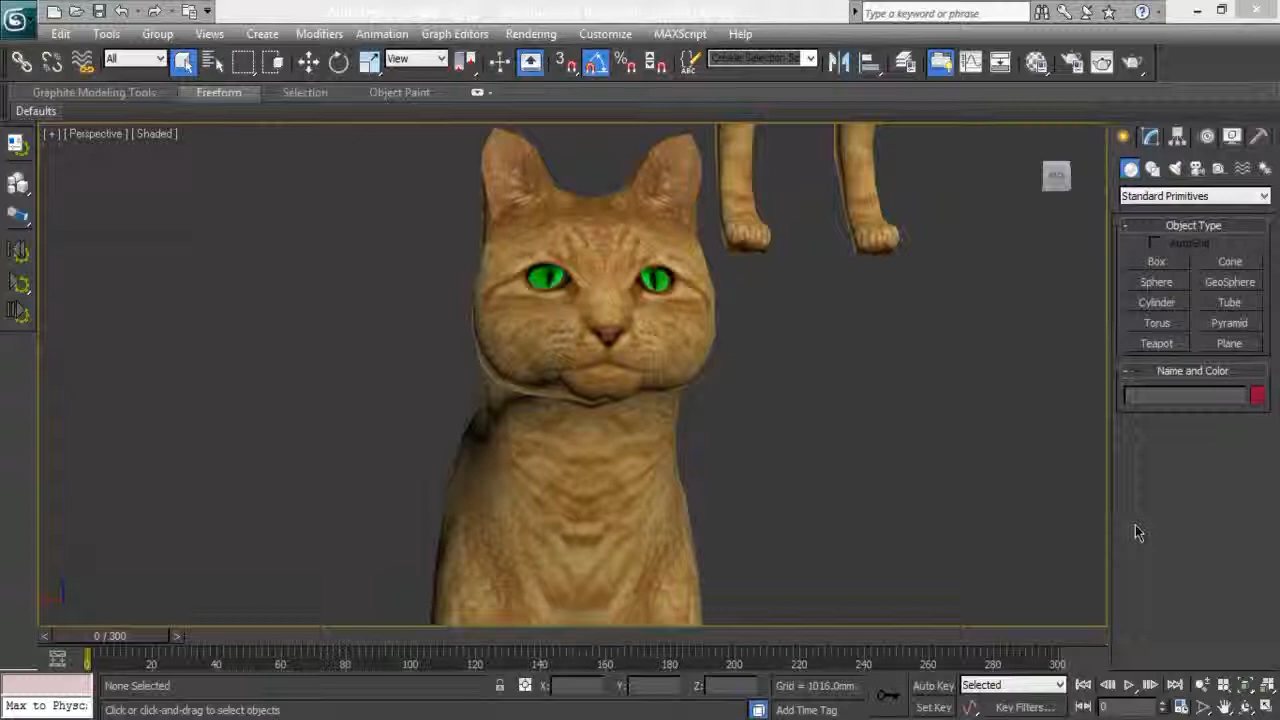 Type a keyword or phrase
Edit Tools Group Views Create Modifiers Animation Graph Editors Rendering Customize MAXScript Help
All View
3 %
Graphite Modeling Tools Freeform Selection Object Paint
Defaults
[ + ] [ Perspective ] [ Shaded ]
Standard Primitives
- Object Type
AutoGrid
Box Cone
Sphere GeoSphere
Cylinder Tube
Torus Pyramid
Teapot Plane
- Name and Color
< 0 / 300 >
0 20 40 60 80 100 120 140 160 180 200 220 240 260 280 300
None Selected X: Y: Z: Grid = 1016.0mm Auto Key Selected
Max to Physc Click or click-and-drag to select objects Add Time Tag Set Key Key Filters... 0